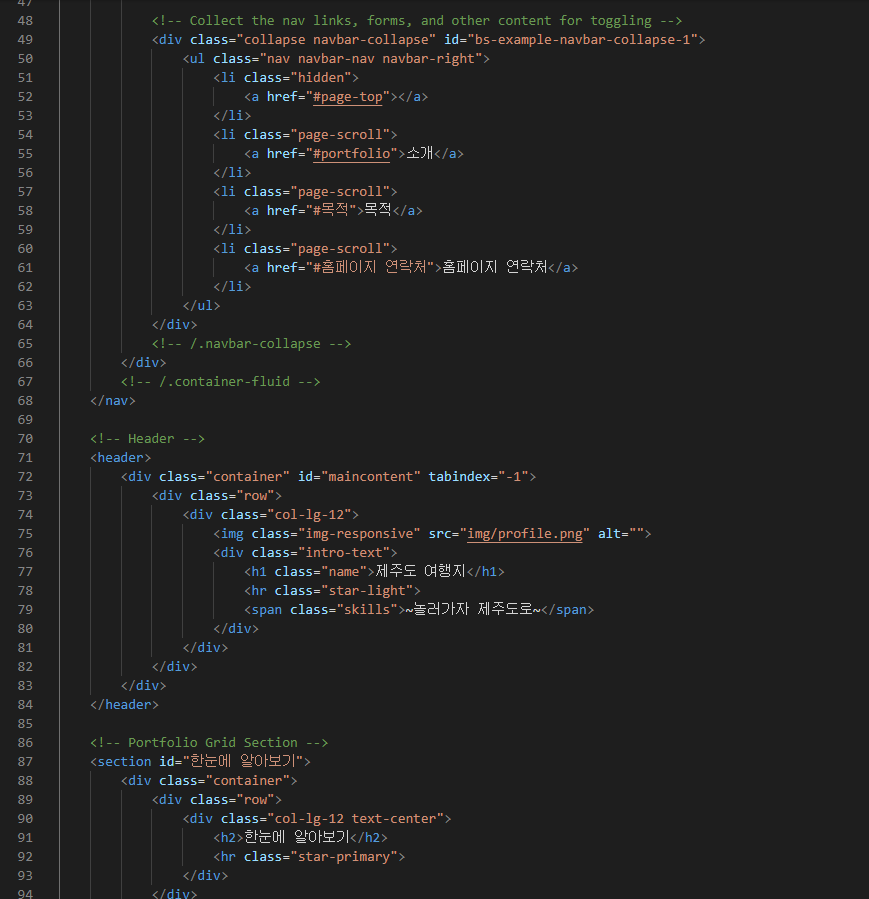 47
48 <!-- Collect the nav links, forms, and other content for toggling -->
49 <div class="collapse navbar-collapse" id="bs-example-navbar-collapse-1">
50 <ul class="nav navbar-nav navbar-right">
51 <li class="hidden">
52 <a href="#page-top"></a>
53 </li>
54 <li class="page-scroll">
55 <a href="#portfolio">소개</a>
56 </li>
57 <li class="page-scroll">
58 <a href="#목적">목적</a>
59 </li>
60 <li class="page-scroll">
61 <a href="#홈페이지 연락처">홈페이지 연락처</a>
62 </li>
63 </ul>
64 </div>
65 <!-- /.navbar-collapse -->
66 </div>
67 <!-- /.container-fluid -->
68 </nav>
69
70 <!-- Header -->
71 <header>
72 <div class="container" id="maincontent" tabindex="-1">
73 <div class="row">
74 <div class="col-lg-12">
75 <img class="img-responsive" src="img/profile.png" alt="">
76 <div class="intro-text">
77 <h1 class="name">제주도 여행지</h1>
78 <hr class="star-light">
79 <span class="skills">~놀러가자 제주도로~</span>
80 </div>
81 </div>
82 </div>
83 </div>
84 </header>
85
86 <!-- Portfolio Grid Section -->
87 <section id="한눈에 알아보기">
88 <div class="container">
89 <div class="row">
90 <div class="col-lg-12 text-center">
91 <h2>한눈에 알아보기</h2>
92 <hr class="star-primary">
93 </div>
94 </div>